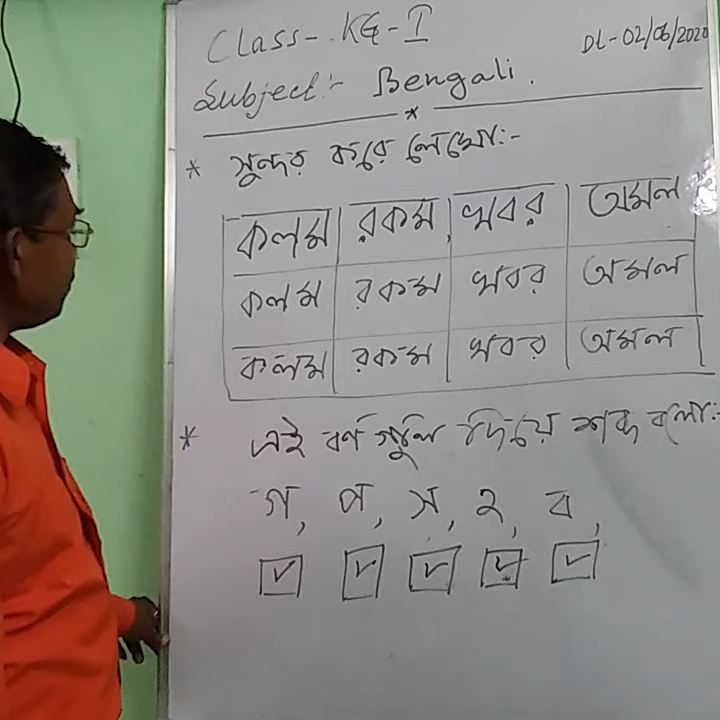 Class- KG-I
Dt-02/06/2020
Subject:- Bengali.
* সুন্দর করে লেখো:-
কলম রকম খবর অমল
কলম রকম খবর অমল
কলম রকম খবর অমল
* এই বর্ণ গুলি দিয়ে শব্দ বলো:-
গ, প, স, হ, ব,